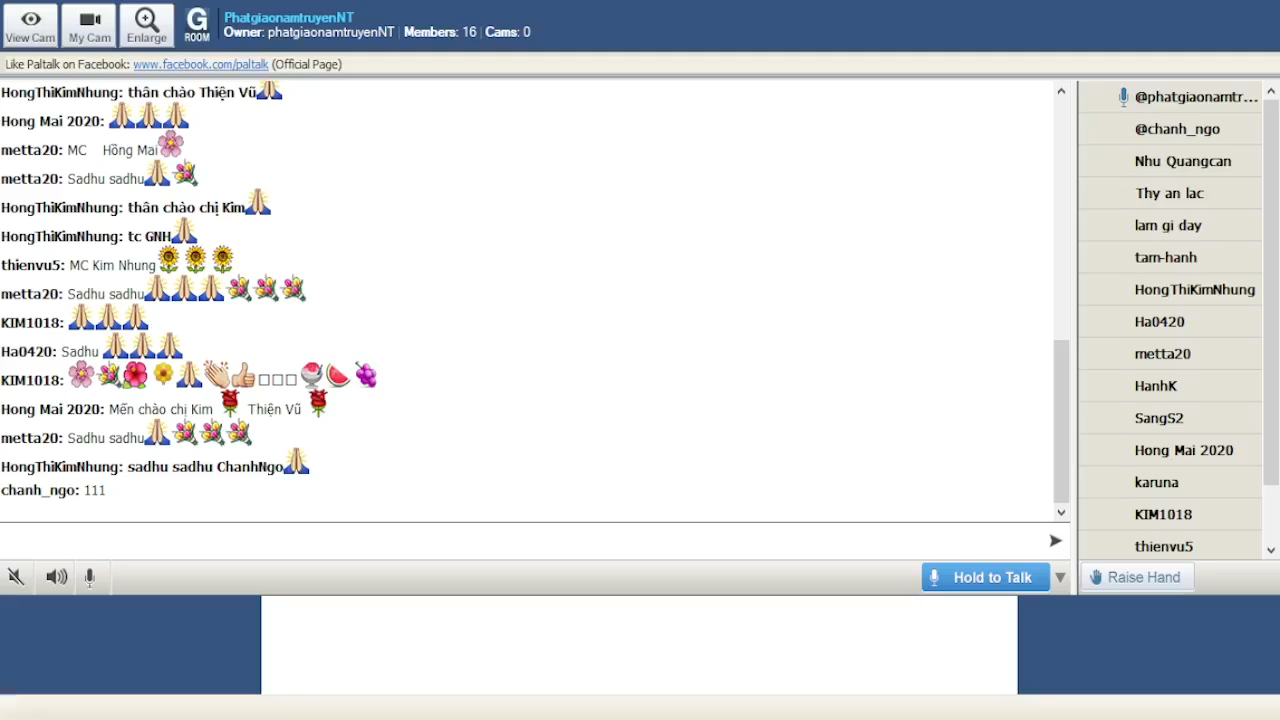 View Cam
My Cam
Enlarge
G
ROOM
PhatgiaonamtruyenNT
Owner: phatgiaonamtruyenNT | Members: 16 | Cams: 0
Like Paltalk on Facebook: www.facebook.com/paltalk (Official Page)
HongThiKimNhung: thân chào Thiện Vũ
Hong Mai 2020:
metta20: MC Hồng Mai
metta20: Sadhu sadhu
HongThiKimNhung: thân chào chị Kim
HongThiKimNhung: tc GNH
thienvu5: MC Kim Nhung
metta20: Sadhu sadhu
KIM1018:
Ha0420: Sadhu
KIM1018:
Hong Mai 2020: Mến chào chị Kim Thiện Vũ
metta20: Sadhu sadhu
HongThiKimNhung: sadhu sadhu ChanhNgo
chanh_ngo: 111
@phatgiaonamtr...
@chanh_ngo
Nhu Quangcan
Thy an lac
lam gi day
tam-hanh
HongThiKimNhung
Ha0420
metta20
HanhK
SangS2
Hong Mai 2020
karuna
KIM1018
thienvu5
Hold to Talk
Raise Hand